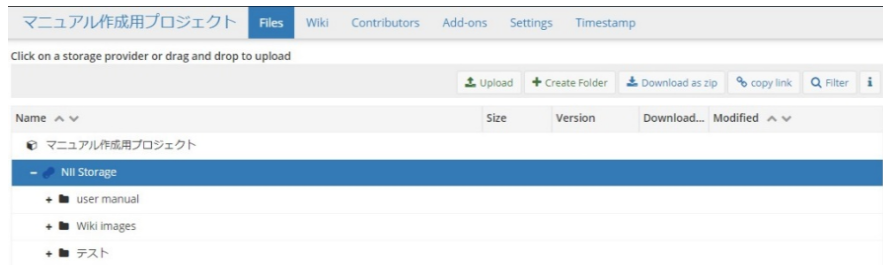 マニュアル作成用プロジェクト Files Wiki Contributors Add-ons Settings Timestamp
Click on a storage provider or drag and drop to upload
Upload Create Folder Download as zip copy link Filter i
Name Size Version Download... Modified
マニュアル作成用プロジェクト
NII Storage
user manual
Wiki images
テスト